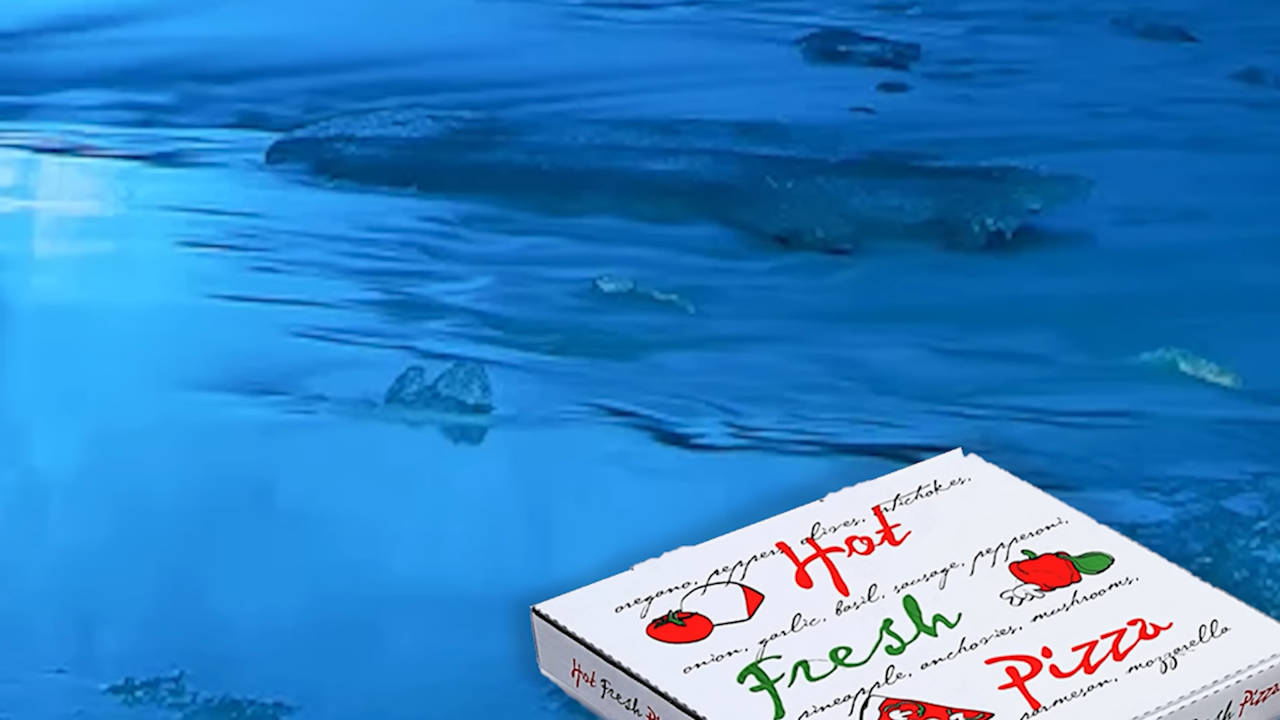 oregano, peppers, olives, artichokes,
Hot
onion, garlic, basil, sausage, pepperoni,
Fresh
pineapple, anchovies, mushrooms,
Pizza
parmesan, mozzarella
Hot Fresh
Pizza